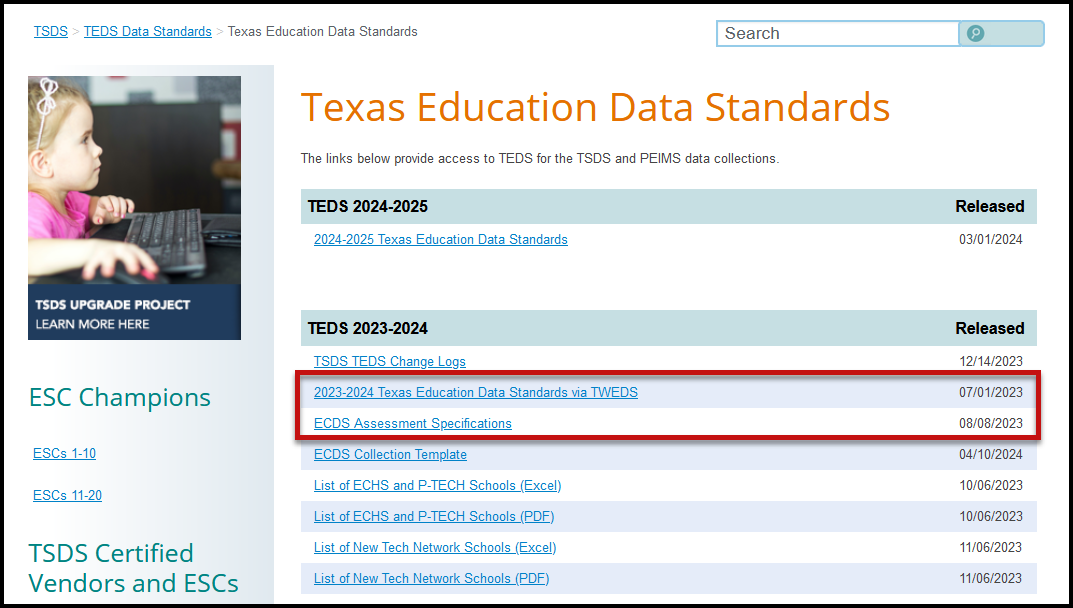 TSDS > TEDS Data Standards > Texas Education Data Standards
Search
TSDS UPGRADE PROJECT
LEARN MORE HERE
ESC Champions
ESCs 1-10
ESCs 11-20
TSDS Certified
Vendors and ESCs
Texas Education Data Standards
The links below provide access to TEDS for the TSDS and PEIMS data collections.
TEDS 2024-2025 Released
2024-2025 Texas Education Data Standards 03/01/2024
TEDS 2023-2024 Released
TSDS TEDS Change Logs 12/14/2023
2023-2024 Texas Education Data Standards via TWEDS 07/01/2023
ECDS Assessment Specifications 08/08/2023
ECDS Collection Template 04/10/2024
List of ECHS and P-TECH Schools (Excel) 10/06/2023
List of ECHS and P-TECH Schools (PDF) 10/06/2023
List of New Tech Network Schools (Excel) 11/06/2023
List of New Tech Network Schools (PDF) 11/06/2023